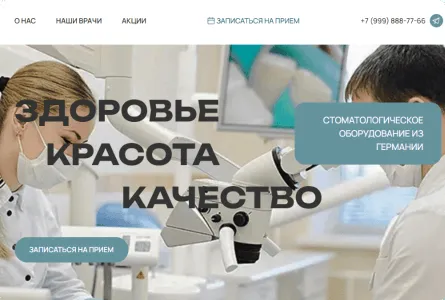 О НАС НАШИ ВРАЧИ АКЦИИ ЗАПИСАТЬСЯ НА ПРИЕМ +7 (999) 888-77-66
ЗДОРОВЬЕ
СТОМАТОЛОГИЧЕСКОЕ
ОБОРУДОВАНИЕ ИЗ
ГЕРМАНИИ
КРАСОТА
КАЧЕСТВО
ЗАПИСАТЬСЯ НА ПРИЕМ